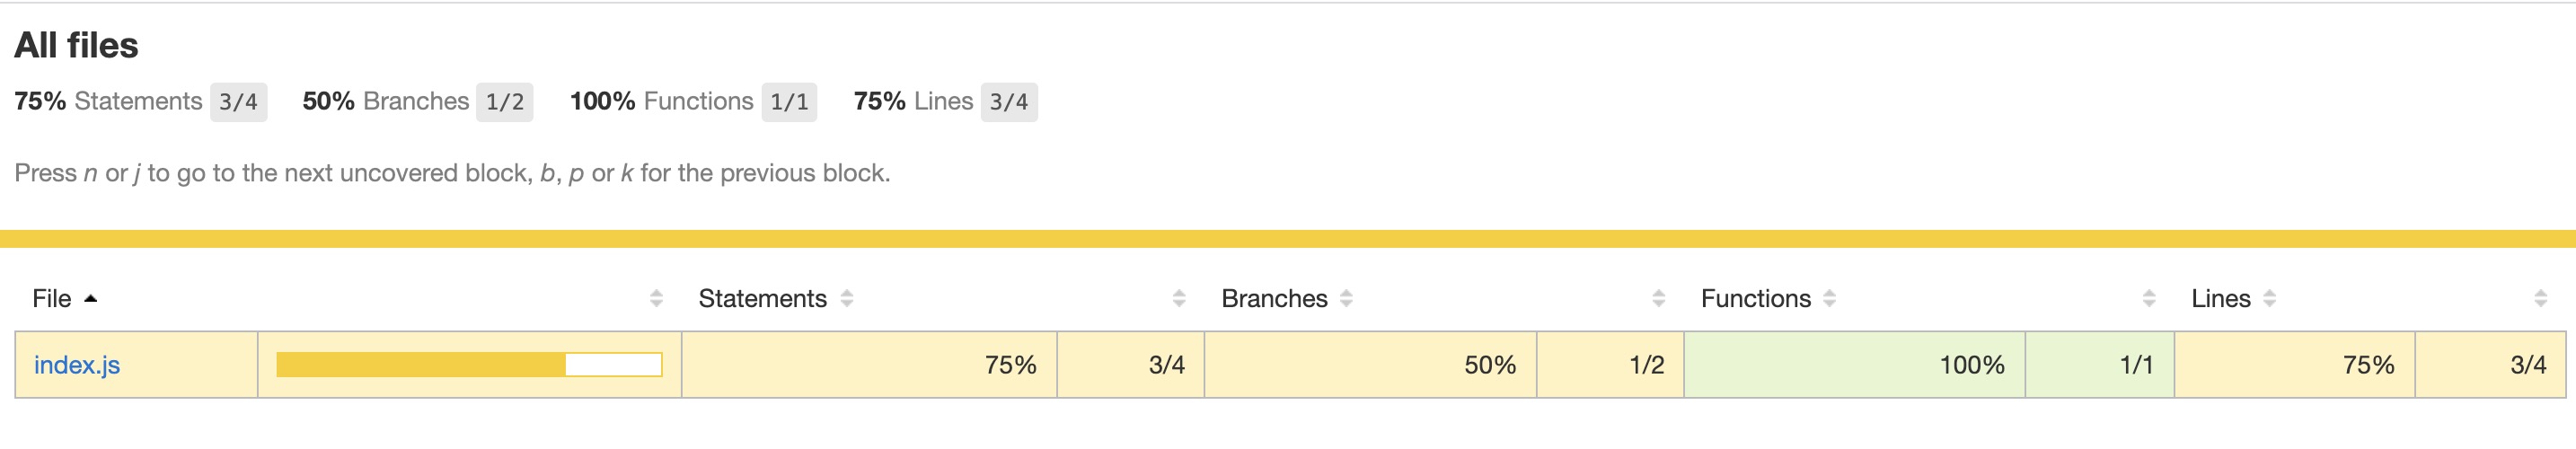 All files
75% Statements 3/4 50% Branches 1/2 100% Functions 1/1 75% Lines 3/4
Press n or j to go to the next uncovered block, b, p or k for the previous block.
File Statements Branches Functions Lines
index.js 75% 3/4 50% 1/2 100% 1/1 75% 3/4